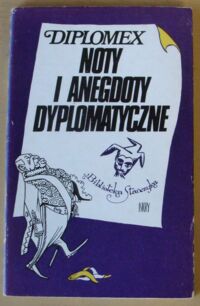 DIPLOMEX
NOTY
I ANEGDOTY
DYPLOMATYCZNE
Biblioteka Stańczyka